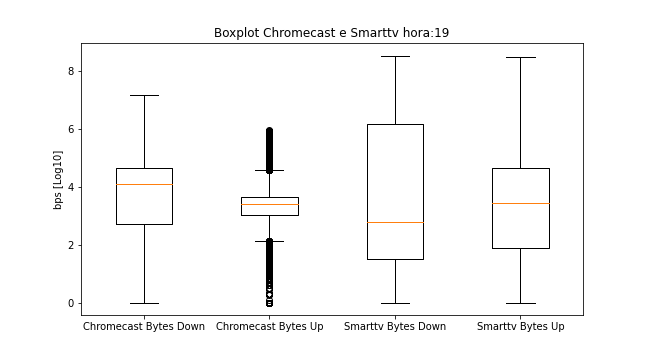 Boxplot Chromecast e Smarttv hora:19
bps [Log10]
8
6
4
2
0
Chromecast Bytes Down
Chromecast Bytes Up
Smarttv Bytes Down
Smarttv Bytes Up